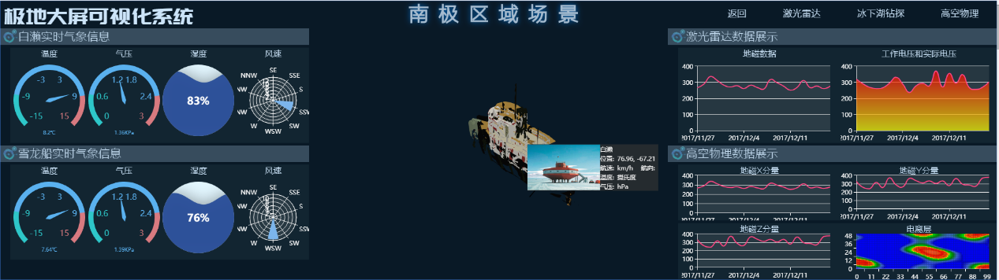 极地大屏可视化系统
南极区域场景
返回 激光雷达 冰下湖钻探 高空物理
白濑实时气象信息
温度 气压 湿度 风速
-3 3 -9 9 -15 15
8.2℃
1.2 1.8 0.6 2.4 0 3
1.36KPa
83%
NNW SE SSE S SSW SW WSW W NW
雪龙船实时气象信息
温度 气压 湿度 风速
-3 3 -9 9 -15 15
7.64℃
1.2 1.8 0.6 2.4 0 3
1.39KPa
76%
NNW SE SSE S SW WSW W
白濑
位置: 76.96, -67.21
航速: km/h 航向:
温度: 摄氏度
气压: hPa
激光雷达数据展示
地磁数据
400
300
200
100
0
2017/11/27 2017/12/4 2017/12/11
工作电压和实际电压
400
300
200
100
0
2017/11/27 2017/12/4 2017/12/11
高空物理数据展示
地磁X分量
400
300
200
100
0
2017/11/27 2017/12/4 2017/12/11
地磁Y分量
400
300
200
100
0
2017/11/27 2017/12/4 2017/12/11
地磁Z分量
400
300
200
100
0
2017/11/27 2017/12/4 2017/12/11
电离层
48
36
24
12
0
0 11 22 33 44 55 66 77 88 99